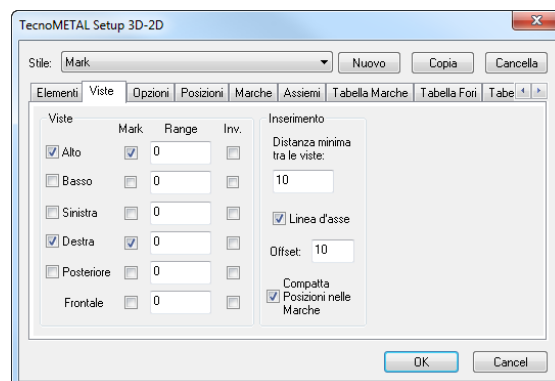 TecnoMETAL Setup 3D-2D
Stile: Mark Nuovo Copia Cancella
Elementi Viste Opzioni Posizioni Marche Assiemi Tabella Marche Tabella Fori Tabe
Viste Inserimento
Mark Range Inv.
Distanza minima
tra le viste:
Alto 0
10
Basso 0
Sinistra 0
Linea d'asse
Destra 0
Offset: 10
Posteriore 0
Compatta
Posizioni nelle
Marche
Frontale 0
OK Cancel